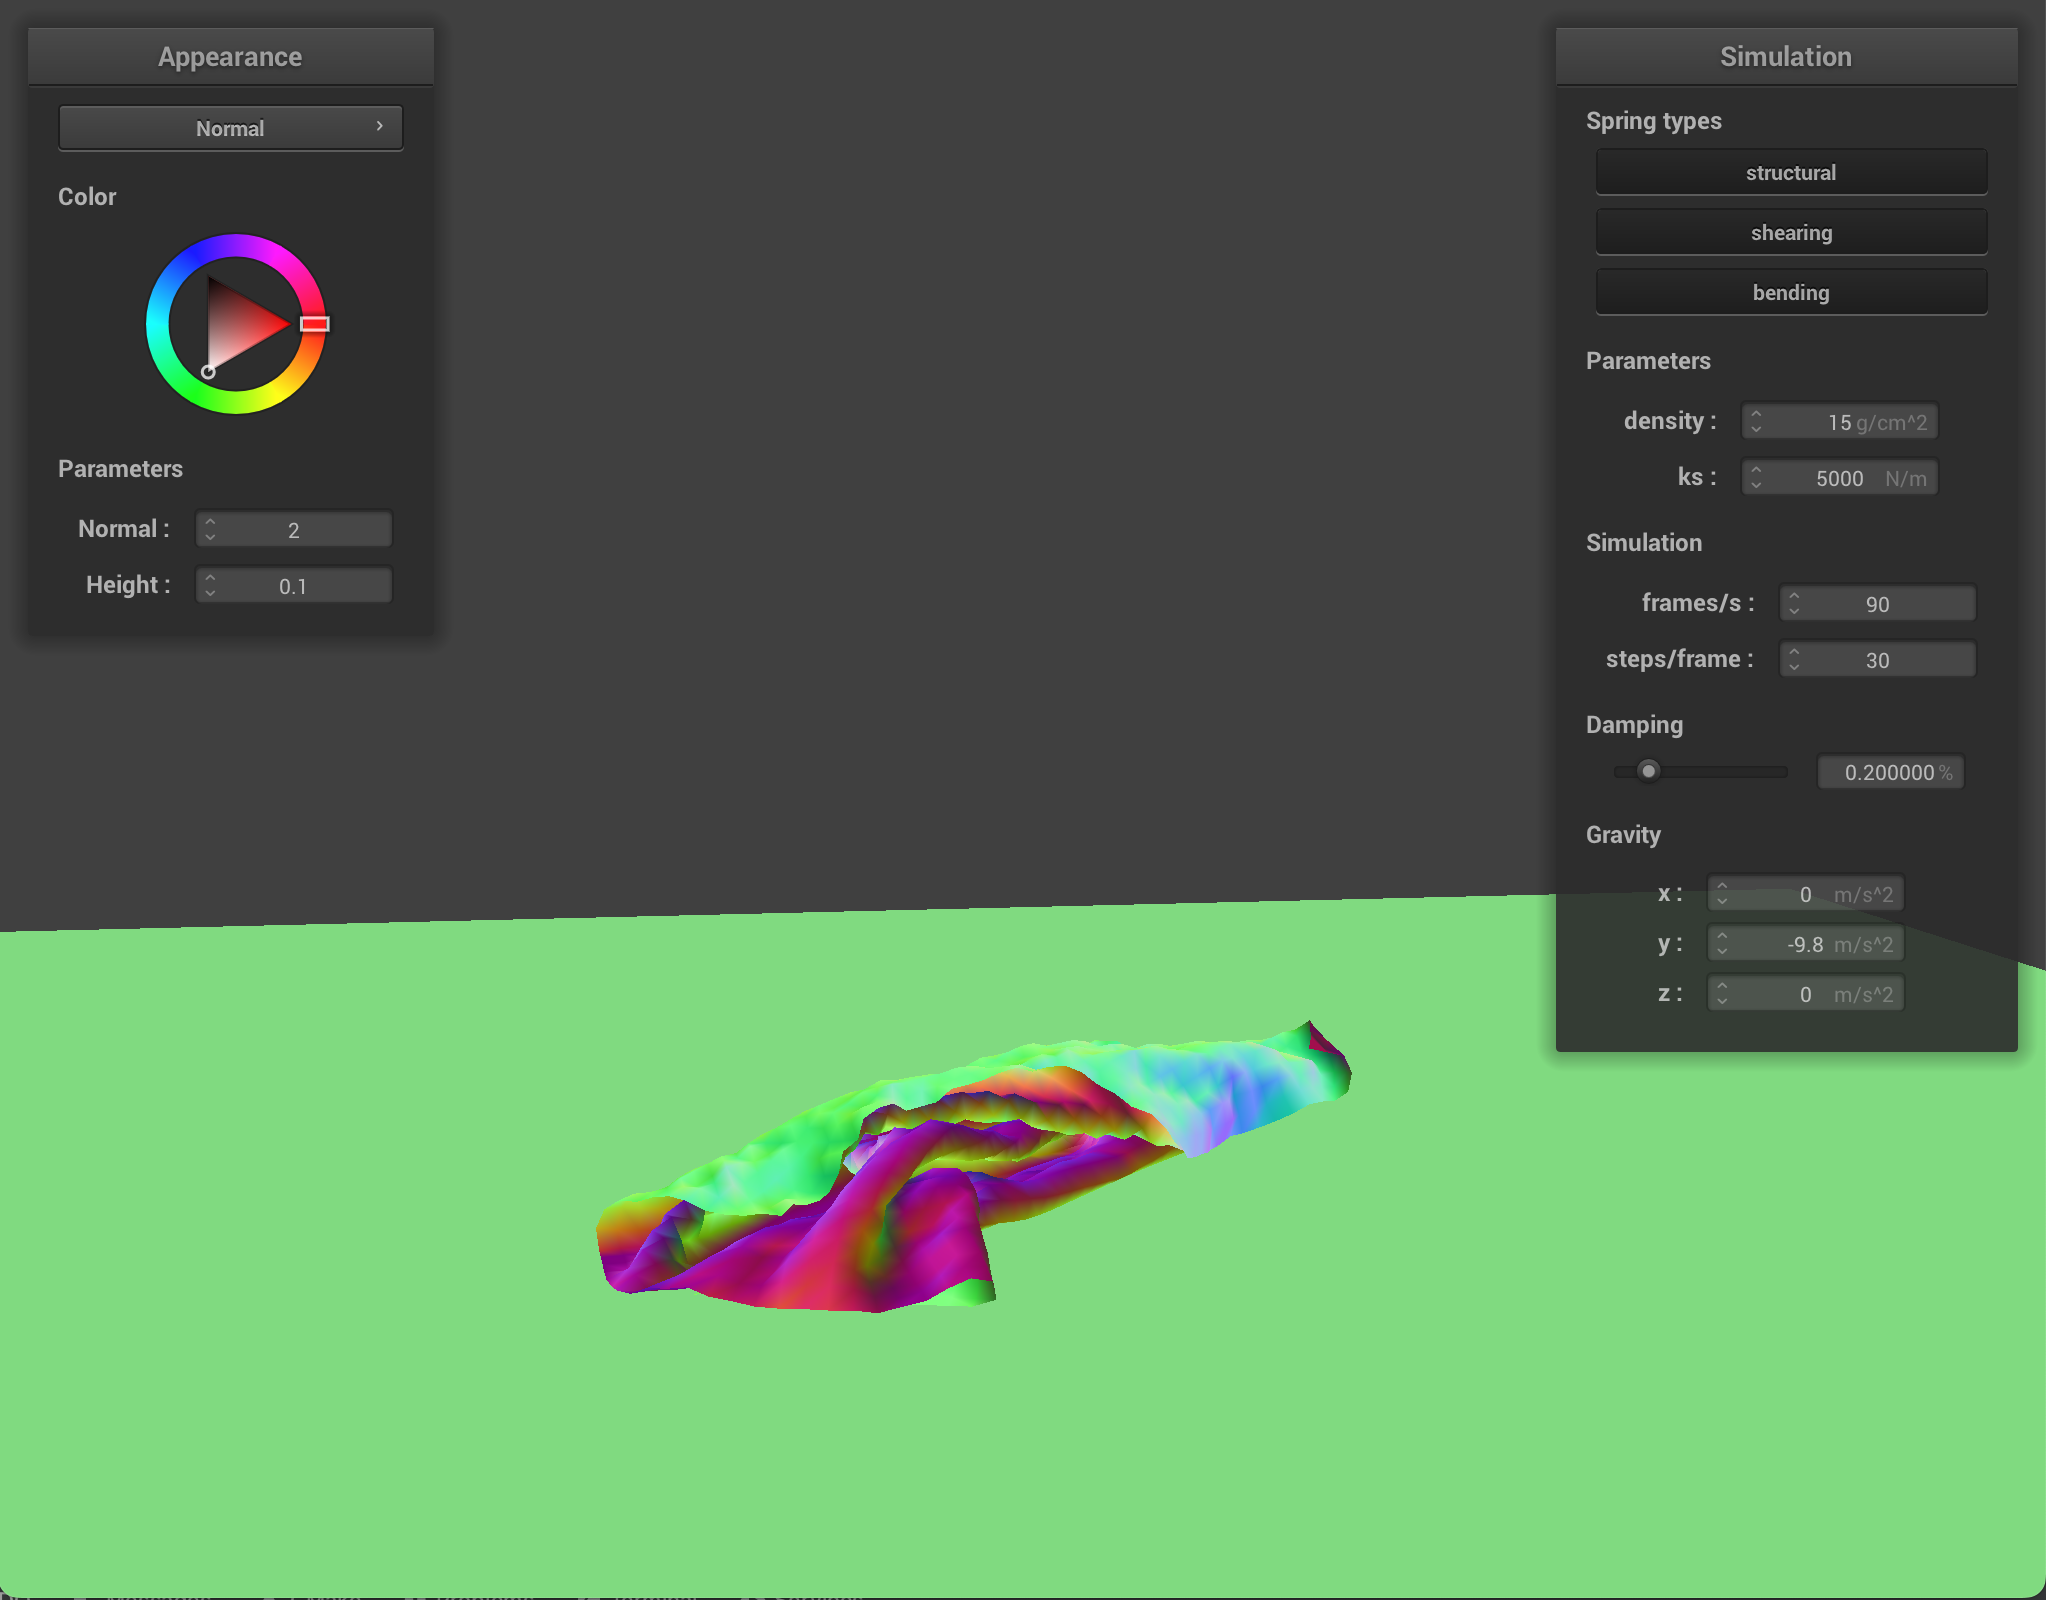 Appearance
Normal
Color
Parameters
Normal : 2
Height : 0.1
Simulation
Spring types
structural
shearing
bending
Parameters
density : 15 g/cm^2
ks : 5000 N/m
Simulation
frames/s : 90
steps/frame : 30
Damping
0.200000 %
Gravity
x : 0 m/s^2
y : -9.8 m/s^2
z : 0 m/s^2